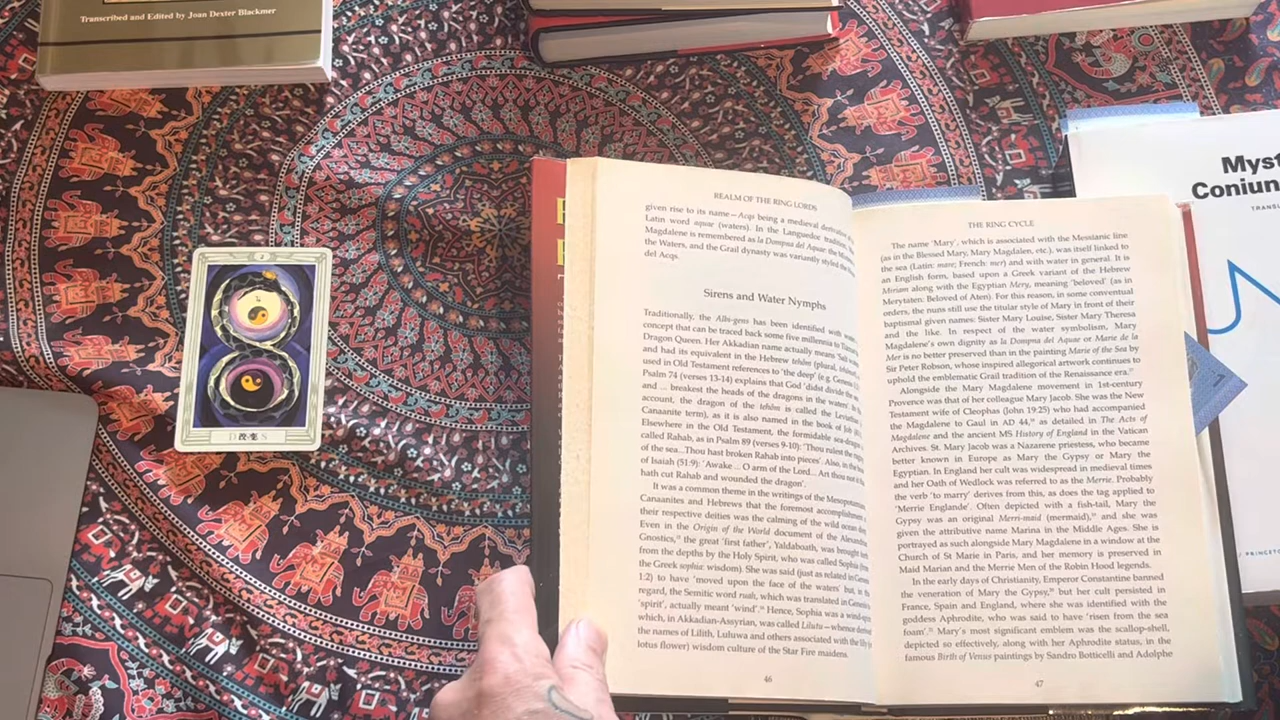 Transcribed and Edited by Joan Dexter Blackmer
2
Myst
Coniun
TRANSL
PRINCET
REALM OF THE RING LORDS
given rise to its name—Acqs being a medieval derivation
Latin word aquae (waters). In the Languedoc tradition,
Magdalene is remembered as la Dompna del Aquae: the
the Waters, and the Grail dynasty was variantly styled the
del Acqs.
Sirens and Water Nymphs
Traditionally, the Albi-gens has been identified with
concept that can be traced back some five millennia to
Dragon Queen. Her Akkadian name actually means
and had its equivalent in the Hebrew tehôm (plural,
used in Old Testament references to 'the deep' (e.g. Genesis
Psalm 74 (verses 13-14) explains that God 'didst divide the
and ... breakest the heads of the dragons in the waters'. In
account, the dragon of the tehôm is called the
Canaanite term), as it is also named in the book of Job
Elsewhere in the Old Testament, the formidable
called Rahab, as in Psalm 89 (verses 9-10): 'Thou rulest the
of the sea...Thou hast broken Rahab into pieces'. Also, in the
of Isaiah (51:9): 'Awake ... O arm of the Lord... Art thou not it
hath cut Rahab and wounded the dragon'.
It was a common theme in the writings of the
Canaanites and Hebrews that the foremost
their respective deities was the calming of the wild ocean
Even in the Origin of the World document of the
Gnostics, the great 'first father', Yaldaboath, was brought
from the depths by the Holy Spirit, who was called Sophia
the Greek sophia: wisdom). She was said (just as related in
1:2) to have 'moved upon the face of the waters' but, in
regard, the Semitic word ruah, which was translated in
'spirit', actually meant 'wind'. Hence, Sophia was a
which, in Akkadian-Assyrian, was called Lilutu—whence
the names of Lilith, Luluwa and others associated with the
lotus flower) wisdom culture of the Star Fire maidens.
46
THE RING CYCLE
The name 'Mary', which is associated with the Messianic line
(as in the Blessed Mary, Mary Magdalen, etc.), was itself linked to
the sea (Latin: mare; French: mer) and with water in general. It is
an English form, based upon a Greek variant of the Hebrew
Miriam along with the Egyptian Mery, meaning 'beloved' (as in
Merytaten: Beloved of Aten). For this reason, in some conventual
orders, the nuns still use the titular style of Mary in front of their
baptismal given names: Sister Mary Louise, Sister Mary Theresa
and the like. In respect of the water symbolism, Mary
Magdalene's own dignity as la Dompna del Aquae or Marie de la
Mer is no better preserved than in the painting Marie of the Sea by
Sir Peter Robson, whose inspired allegorical artwork continues to
uphold the emblematic Grail tradition of the Renaissance era.
Alongside the Mary Magdalene movement in 1st-century
Provence was that of her colleague Mary Jacob. She was the New
Testament wife of Cleophas (John 19:25) who had accompanied
the Magdalene to Gaul in AD 44, as detailed in The Acts of
Magdalene and the ancient MS History of England in the Vatican
Archives. St. Mary Jacob was a Nazarene priestess, who became
better known in Europe as Mary the Gypsy or Mary the
Egyptian. In England her cult was widespread in medieval times
and her Oath of Wedlock was referred to as the Merrie. Probably
the verb 'to marry' derives from this, as does the tag applied to
'Merrie Englande'. Often depicted with a fish-tail, Mary the
Gypsy was an original Merri-maid (mermaid), and she was
given the attributive name Marina in the Middle Ages. She is
portrayed as such alongside Mary Magdalene in a window at the
Church of St Marie in Paris, and her memory is preserved in
Maid Marian and the Merrie Men of the Robin Hood legends.
In the early days of Christianity, Emperor Constantine banned
the veneration of Mary the Gypsy, but her cult persisted in
France, Spain and England, where she was identified with the
goddess Aphrodite, who was said to have 'risen from the sea
foam'. Mary's most significant emblem was the scallop-shell,
depicted so effectively, along with her Aphrodite status, in the
famous Birth of Venus paintings by Sandro Botticelli and Adolphe
47